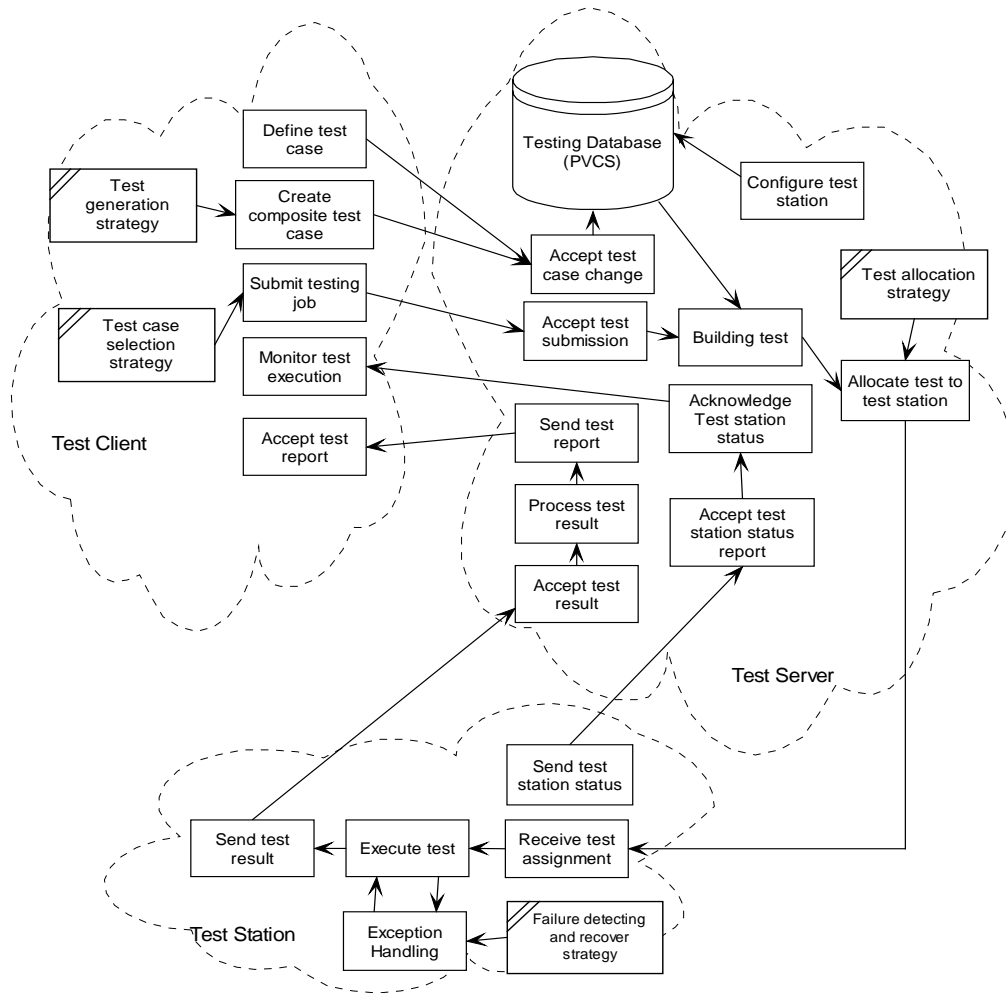 Define test
case
Test
generation
strategy
Create
composite test
case
Submit testing
job
Test case
selection
strategy
Monitor test
execution
Accept test
report
Test Client
Testing Database
(PVCS)
Configure test
station
Accept test
case change
Test allocation
strategy
Accept test
submission
Building test
Allocate test to
test station
Acknowledge
Test station
status
Send test
report
Process test
result
Accept test
station status
report
Accept test
result
Test Server
Send test
station status
Send test
result
Execute test
Receive test
assignment
Test Station
Exception
Handling
Failure detecting
and recover
strategy